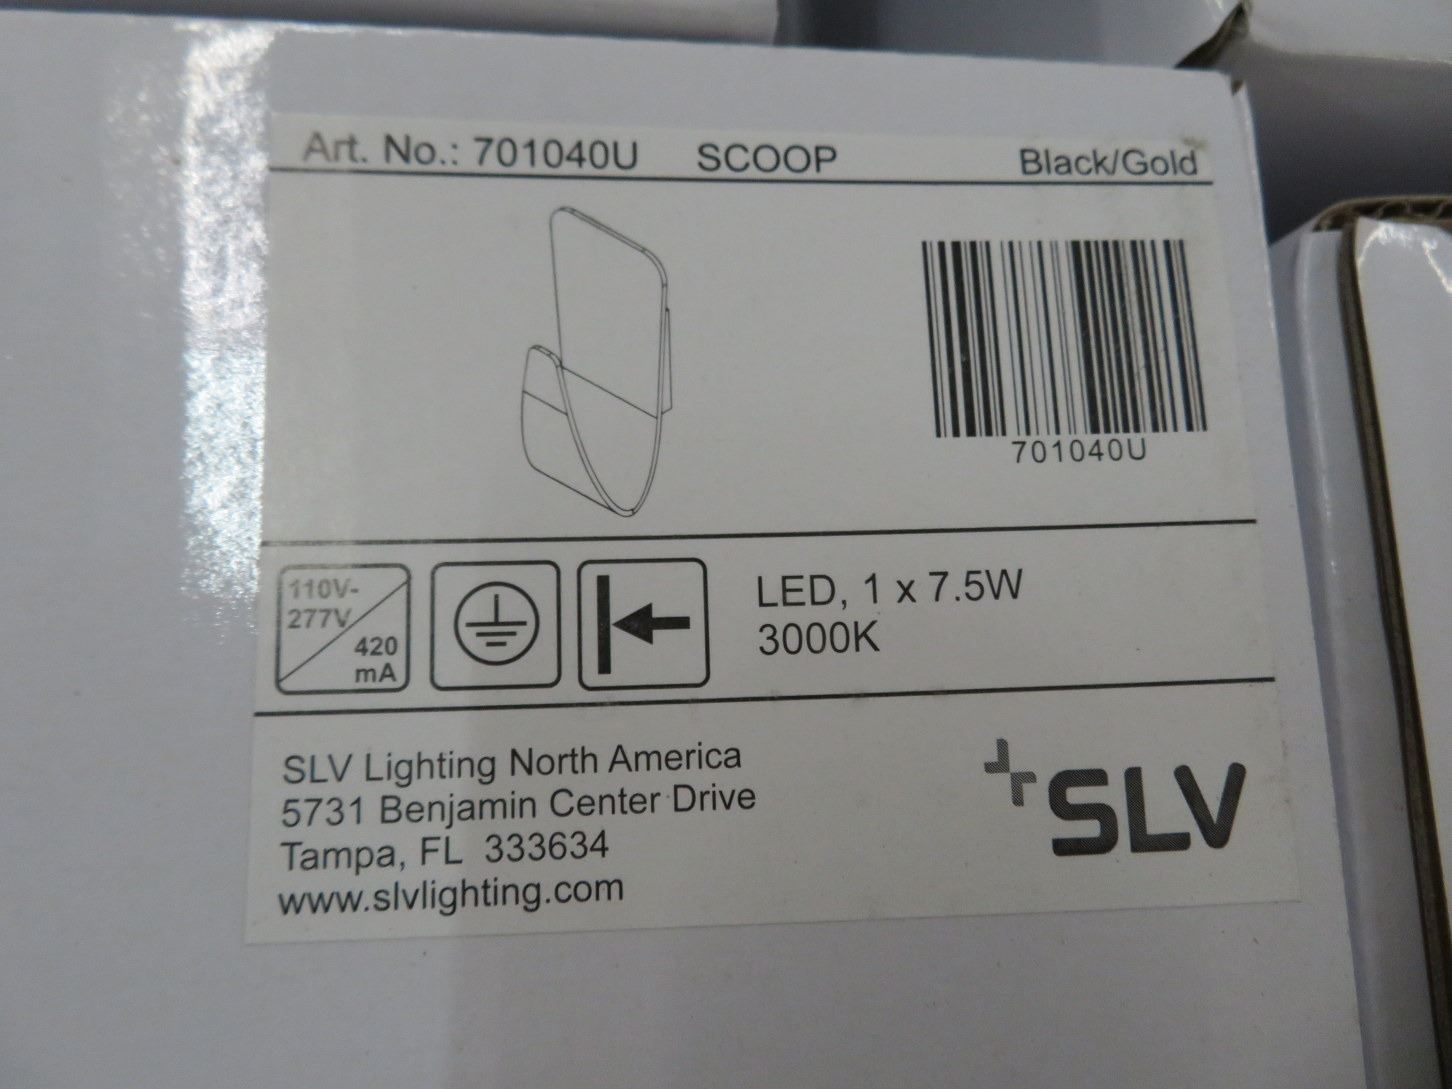 Art. No.: 701040U SCOOP Black/Gold
701040U
110V-
277V
420
mA
LED, 1 x 7.5W
3000K
SLV Lighting North America
5731 Benjamin Center Drive
Tampa, FL 333634
www.slvlighting.com
SLV